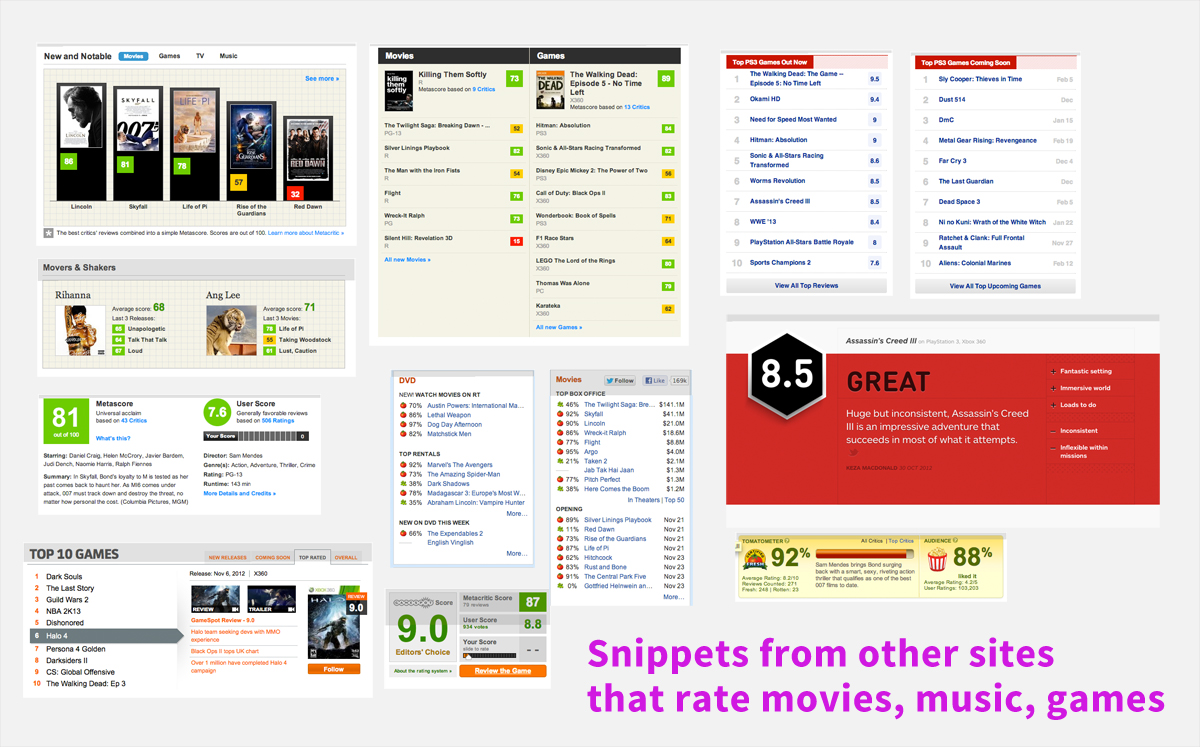 New and Notable Movies Games TV Music
See more »
LINCOLN
SKYFALL
007
LIFE OF PI
RISE OF THE GUARDIANS
RED DAWN
86
81
78
57
32
Lincoln
Skyfall
Life of Pi
Rise of the
Guardians
Red Dawn
The best critics' reviews combined into a simple Metascore. Scores are out of 100. Learn more about Metacritic »
Movers & Shakers
Rihanna
Average score: 68
Last 3 Releases:
Unapologetic
64 Talk That Talk
67 Loud
Ang Lee
Average score: 71
Last 3 Movies:
78 Life of Pi
55 Taking Woodstock
61 Lust, Caution
81
out of 100
Metascore
Universal acclaim
based on 43 Critics
What's this?
7.6
User Score
Generally favorable reviews
based on 506 Ratings
Your Score 0
Starring: Daniel Craig, Helen McCrory, Javier Bardem,
Judi Dench, Naomie Harris, Ralph Fiennes
Summary: In Skyfall, Bond's loyalty to M is tested as her
past comes back to haunt her. As MI6 comes under
attack, 007 must track down and destroy the threat, no
matter how personal the cost. (Columbia Pictures, MGM)
Director: Sam Mendes
Genre(s): Action, Adventure, Thriller, Crime
Rating: PG-13
Runtime: 143 min
More Details and Credits »
TOP 10 GAMES
NEW RELEASES COMING SOON TOP RATED OVERALL
1 Dark Souls
2 The Last Story
3 Guild Wars 2
4 NBA 2K13
5 Dishonored
6 Halo 4
7 Persona 4 Golden
8 Darksiders II
9 CS: Global Offensive
10 The Walking Dead: Ep 3
Release: Nov 6, 2012 | X360
REVIEW
TRAILER
GameSpot Review - 9.0
Halo team seeking devs with MMO
experience
Black Ops II tops UK chart
Over 1 million have completed Halo 4
campaign
XBOX 360
REVIEW
9.0
HALO
Follow
Movies
killing them softly
Killing Them Softly
R
Metascore based on 9 Critics
73
The Twilight Saga: Breaking Dawn - ...
PG-13
52
Silver Linings Playbook
R
82
The Man with the Iron Fists
R
54
Flight
R
76
Wreck-it Ralph
PG
73
Silent Hill: Revelation 3D
R
15
All new Movies »
Games
THE WALKING DEAD
The Walking Dead:
Episode 5 - No Time
Left
X360
Metascore based on 13 Critics
89
Hitman: Absolution
PS3
84
Sonic & All-Stars Racing Transformed
X360
82
Disney Epic Mickey 2: The Power of Two
PS3
56
Call of Duty: Black Ops II
X360
83
Wonderbook: Book of Spells
PS3
71
F1 Race Stars
X360
64
LEGO The Lord of the Rings
X360
80
Thomas Was Alone
PC
79
Karateka
X360
62
All new Games »
DVD
NEW! WATCH MOVIES ON RT
70% Austin Powers: International Ma...
86% Lethal Weapon
97% Dog Day Afternoon
82% Matchstick Men
TOP RENTALS
92% Marvel's The Avengers
73% The Amazing Spider-Man
38% Dark Shadows
78% Madagascar 3: Europe's Most W...
35% Abraham Lincoln: Vampire Hunter
More...
NEW ON DVD THIS WEEK
66% The Expendables 2
English Vinglish
More...
Movies Follow Like 169k
TOP BOX OFFICE
46% The Twilight Saga: Bre... $141.1M
92% Skyfall $41.1M
90% Lincoln $21.0M
86% Wreck-it Ralph $18.6M
77% Flight $8.8M
95% Argo $4.0M
21% Taken 2 $2.1M
Jab Tak Hai Jaan $1.3M
77% Pitch Perfect $1.3M
38% Here Comes the Boom $1.2M
In Theaters | Top 50
OPENING
89% Silver Linings Playbook Nov 21
11% Red Dawn Nov 21
73% Rise of the Guardians Nov 21
87% Life of Pi Nov 21
62% Hitchcock Nov 23
83% Rust and Bone Nov 23
91% The Central Park Five Nov 23
0% Gottfried Helnwein an... Nov 23
More...
Score
9.0
Editors' Choice
About the rating system »
Metacritic Score
79 reviews
87
User Score
934 votes
8.8
Your Score
slide to rate
- -
Review the Game
Top PS3 Games Out Now
1 The Walking Dead: The Game –
Episode 5: No Time Left 9.5
2 Okami HD 9.4
3 Need for Speed Most Wanted 9
4 Hitman: Absolution 9
5 Sonic & All-Stars Racing
Transformed 8.6
6 Worms Revolution 8.5
7 Assassin's Creed III 8.5
8 WWE '13 8.4
9 PlayStation All-Stars Battle Royale 8
10 Sports Champions 2 7.6
View All Top Reviews
Top PS3 Games Coming Soon
1 Sly Cooper: Thieves in Time Feb 5
2 Dust 514 Dec
3 DmC Jan 15
4 Metal Gear Rising: Revengeance Feb 19
5 Far Cry 3 Dec 4
6 The Last Guardian Dec
7 Dead Space 3 Feb 5
8 Ni no Kuni: Wrath of the White Witch Jan 22
9 Ratchet & Clank: Full Frontal
Assault Nov 27
10 Aliens: Colonial Marines Feb 12
View All Top Upcoming Games
8.5
Assassin's Creed III on PlayStation 3, Xbox 360
GREAT
Huge but inconsistent, Assassin's Creed
III is an impressive adventure that
succeeds in most of what it attempts.
KEZA MACDONALD 30 OCT 2012
+ Fantastic setting
+ Immersive world
+ Loads to do
– Inconsistent
– Inflexible within
missions
TOMATOMETER
All Critics | Top Critics
FRESH
92%
Average Rating: 8.2/10
Reviews Counted: 271
Fresh: 248 | Rotten: 23
Sam Mendes brings Bond surging
back with a smart, sexy, riveting action
thriller that qualifies as one of the best
007 films to date.
AUDIENCE
88%
liked it
Average Rating: 4.2/5
User Ratings: 103,203
Snippets from other sites
that rate movies, music, games